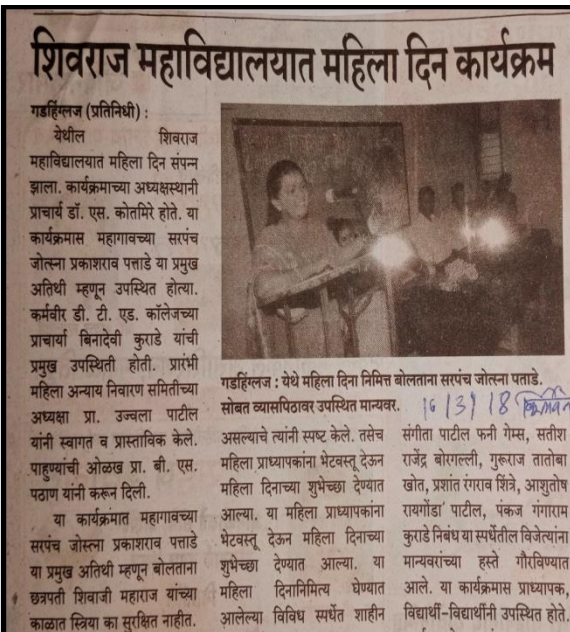 शिवराज महाविद्यालयात महिला दिन कार्यक्रम
गडहिंग्लज (प्रतिनिधी) :
येथील शिवराज
महाविद्यालयात महिला दिन संपन्न
झाला. कार्यक्रमाच्या अध्यक्षस्थानी
प्राचार्य डॉ. एस. कोतमिरे होते. या
कार्यक्रमास महागावच्या सरपंच
जोत्स्ना प्रकाशराव पत्ताडे या प्रमुख
अतिथी म्हणून उपस्थित होत्या.
कर्मवीर डी. टी. एड. कॉलेजच्या
प्राचार्या बिनादेवी कुराडे यांची
प्रमुख उपस्थिती होती. प्रारंभी
महिला अन्याय निवारण समितीच्या
अध्यक्षा प्रा. उज्वला पाटील
यांनी स्वागत व प्रास्ताविक केले.
पाहुण्यांची ओळख प्रा. बी. एस.
पठाण यांनी करून दिली.
या कार्यक्रमात महागावच्या
सरपंच जोस्त्ना प्रकाशराव पत्ताडे
या प्रमुख अतिथी म्हणून बोलताना
छत्रपती शिवाजी महाराज यांच्या
काळात स्त्रिया का सुरक्षित नाहीत.
गडहिंग्लज : येथे महिला दिना निमित्त बोलताना सरपंच जोत्स्ना पताडे.
सोबत व्यासपिठावर उपस्थित मान्यवर.
16/3/18
असल्याचे त्यांनी स्पष्ट केले. तसेच
महिला प्राध्यापकांना भेटवस्तू देऊन
महिला दिनाच्या शुभेच्छा देण्यात
आल्या. या महिला प्राध्यापकांना
भेटवस्तू देऊन महिला दिनाच्या
शुभेच्छा देण्यात आल्या. या
महिला दिनानिमित्य घेण्यात
आलेल्या विविध स्पर्धेत शाहीन
संगीता पाटील फनी गेम्स, सतीश
राजेंद्र बोरगल्ली, गुरूराज तातोबा
खोत, प्रशांत रंगराव शिंत्रे, आशुतोष
रायगोंडा पाटील, पंकज गंगाराम
कुराडे निबंध या स्पर्धेतील विजेत्यांना
मान्यवरांच्या हस्ते गौरविण्यात
आले. या कार्यक्रमास प्राध्यापक,
विद्यार्थी-विद्यार्थीनी उपस्थित होते.